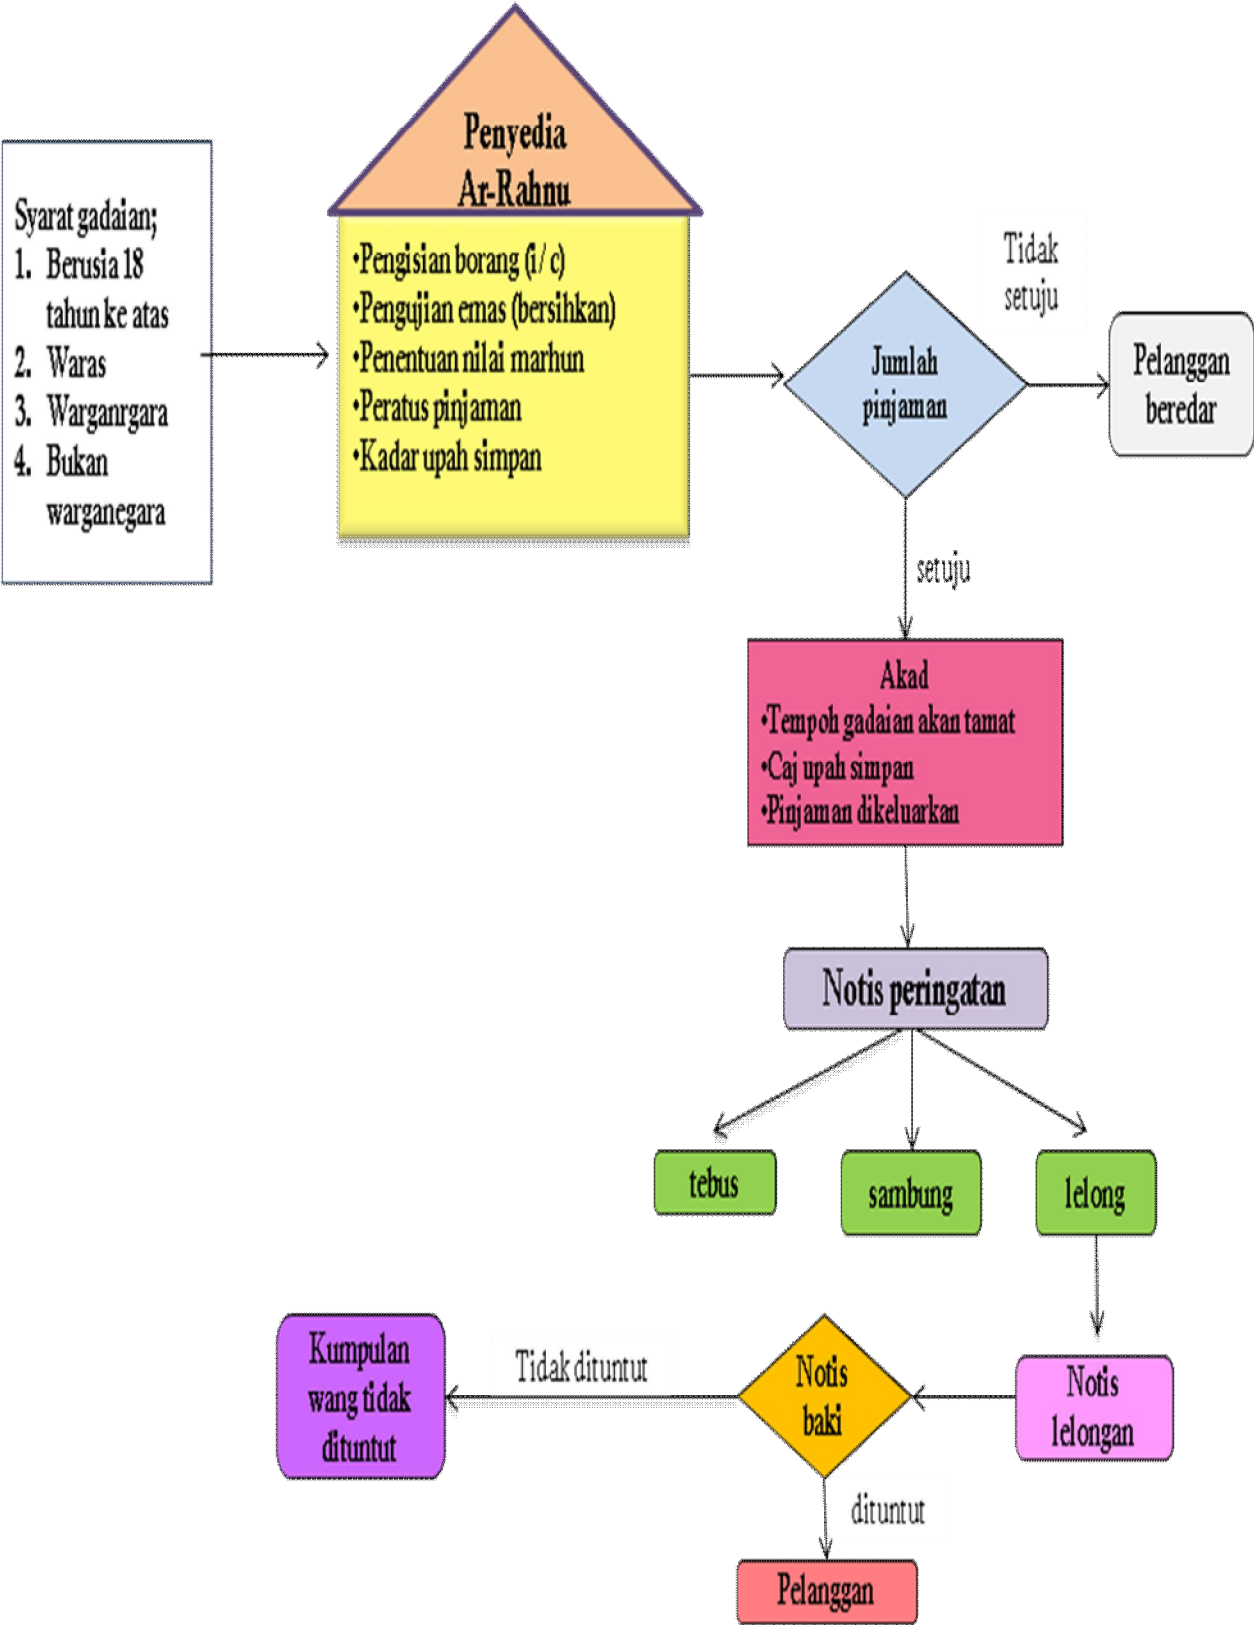 Syarat gadaian;
1. Berusia 18
tahun ke atas
2. Waras
3. Warganrgara
4. Bukan
warganegara
Penyedia
Ar-Rahnu
•Pengisian borang (i/ c)
•Pengujian emas (bersihkan)
•Penentuan nilai marhun
•Peratus pinjaman
•Kadar upah simpan
Jumlah
pinjaman
Tidak
setuju
Pelanggan
beredar
setuju
Akad
•Tempoh gadaian akan tamat
•Caj upah simpan
•Pinjaman dikeluarkan
Notis peringatan
tebus
sambung
lelong
Notis
lelongan
Notis
baki
Tidak dituntut
Kumpulan
wang tidak
dituntut
dituntut
Pelanggan